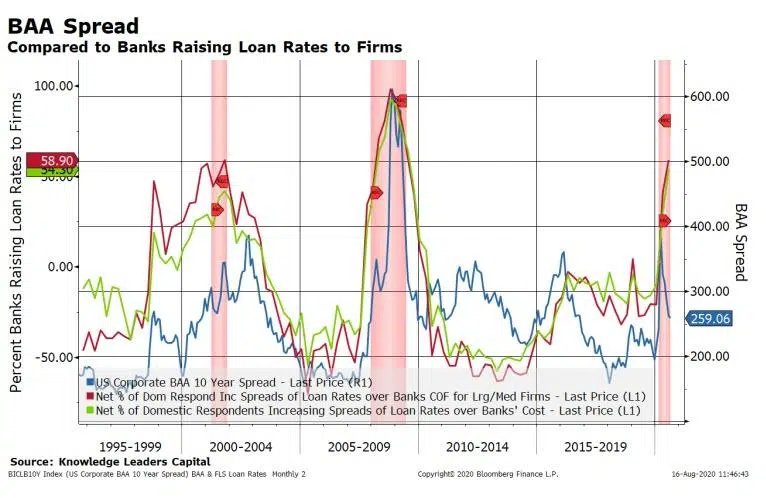 BAA Spread
Compared to Banks Raising Loan Rates to Firms
Percent Banks Raising Loan Rates to Firms
100.00
58.90
54.30
50.00
0.00
-50.00
600.00
500.00
400.00
300.00
259.06
200.00
BAA Spread
US Corporate BAA 10 Year Spread - Last Price (R1)
Net % of Dom Respond Inc Spreads of Loan Rates over Banks COF for Lrg/Med Firms - Last Price (L1)
Net % of Domestic Respondents Increasing Spreads of Loan Rates over Banks' Cost - Last Price (L1)
1995-1999 2000-2004 2005-2009 2010-2014 2015-2019
Source: Knowledge Leaders Capital
BICLB10Y Index (US Corporate BAA 10 Year Spread) BAA & FLS Loan Rates Monthly 2 Copyright© 2020 Bloomberg Finance L.P. 16-Aug-2020 11:46:43